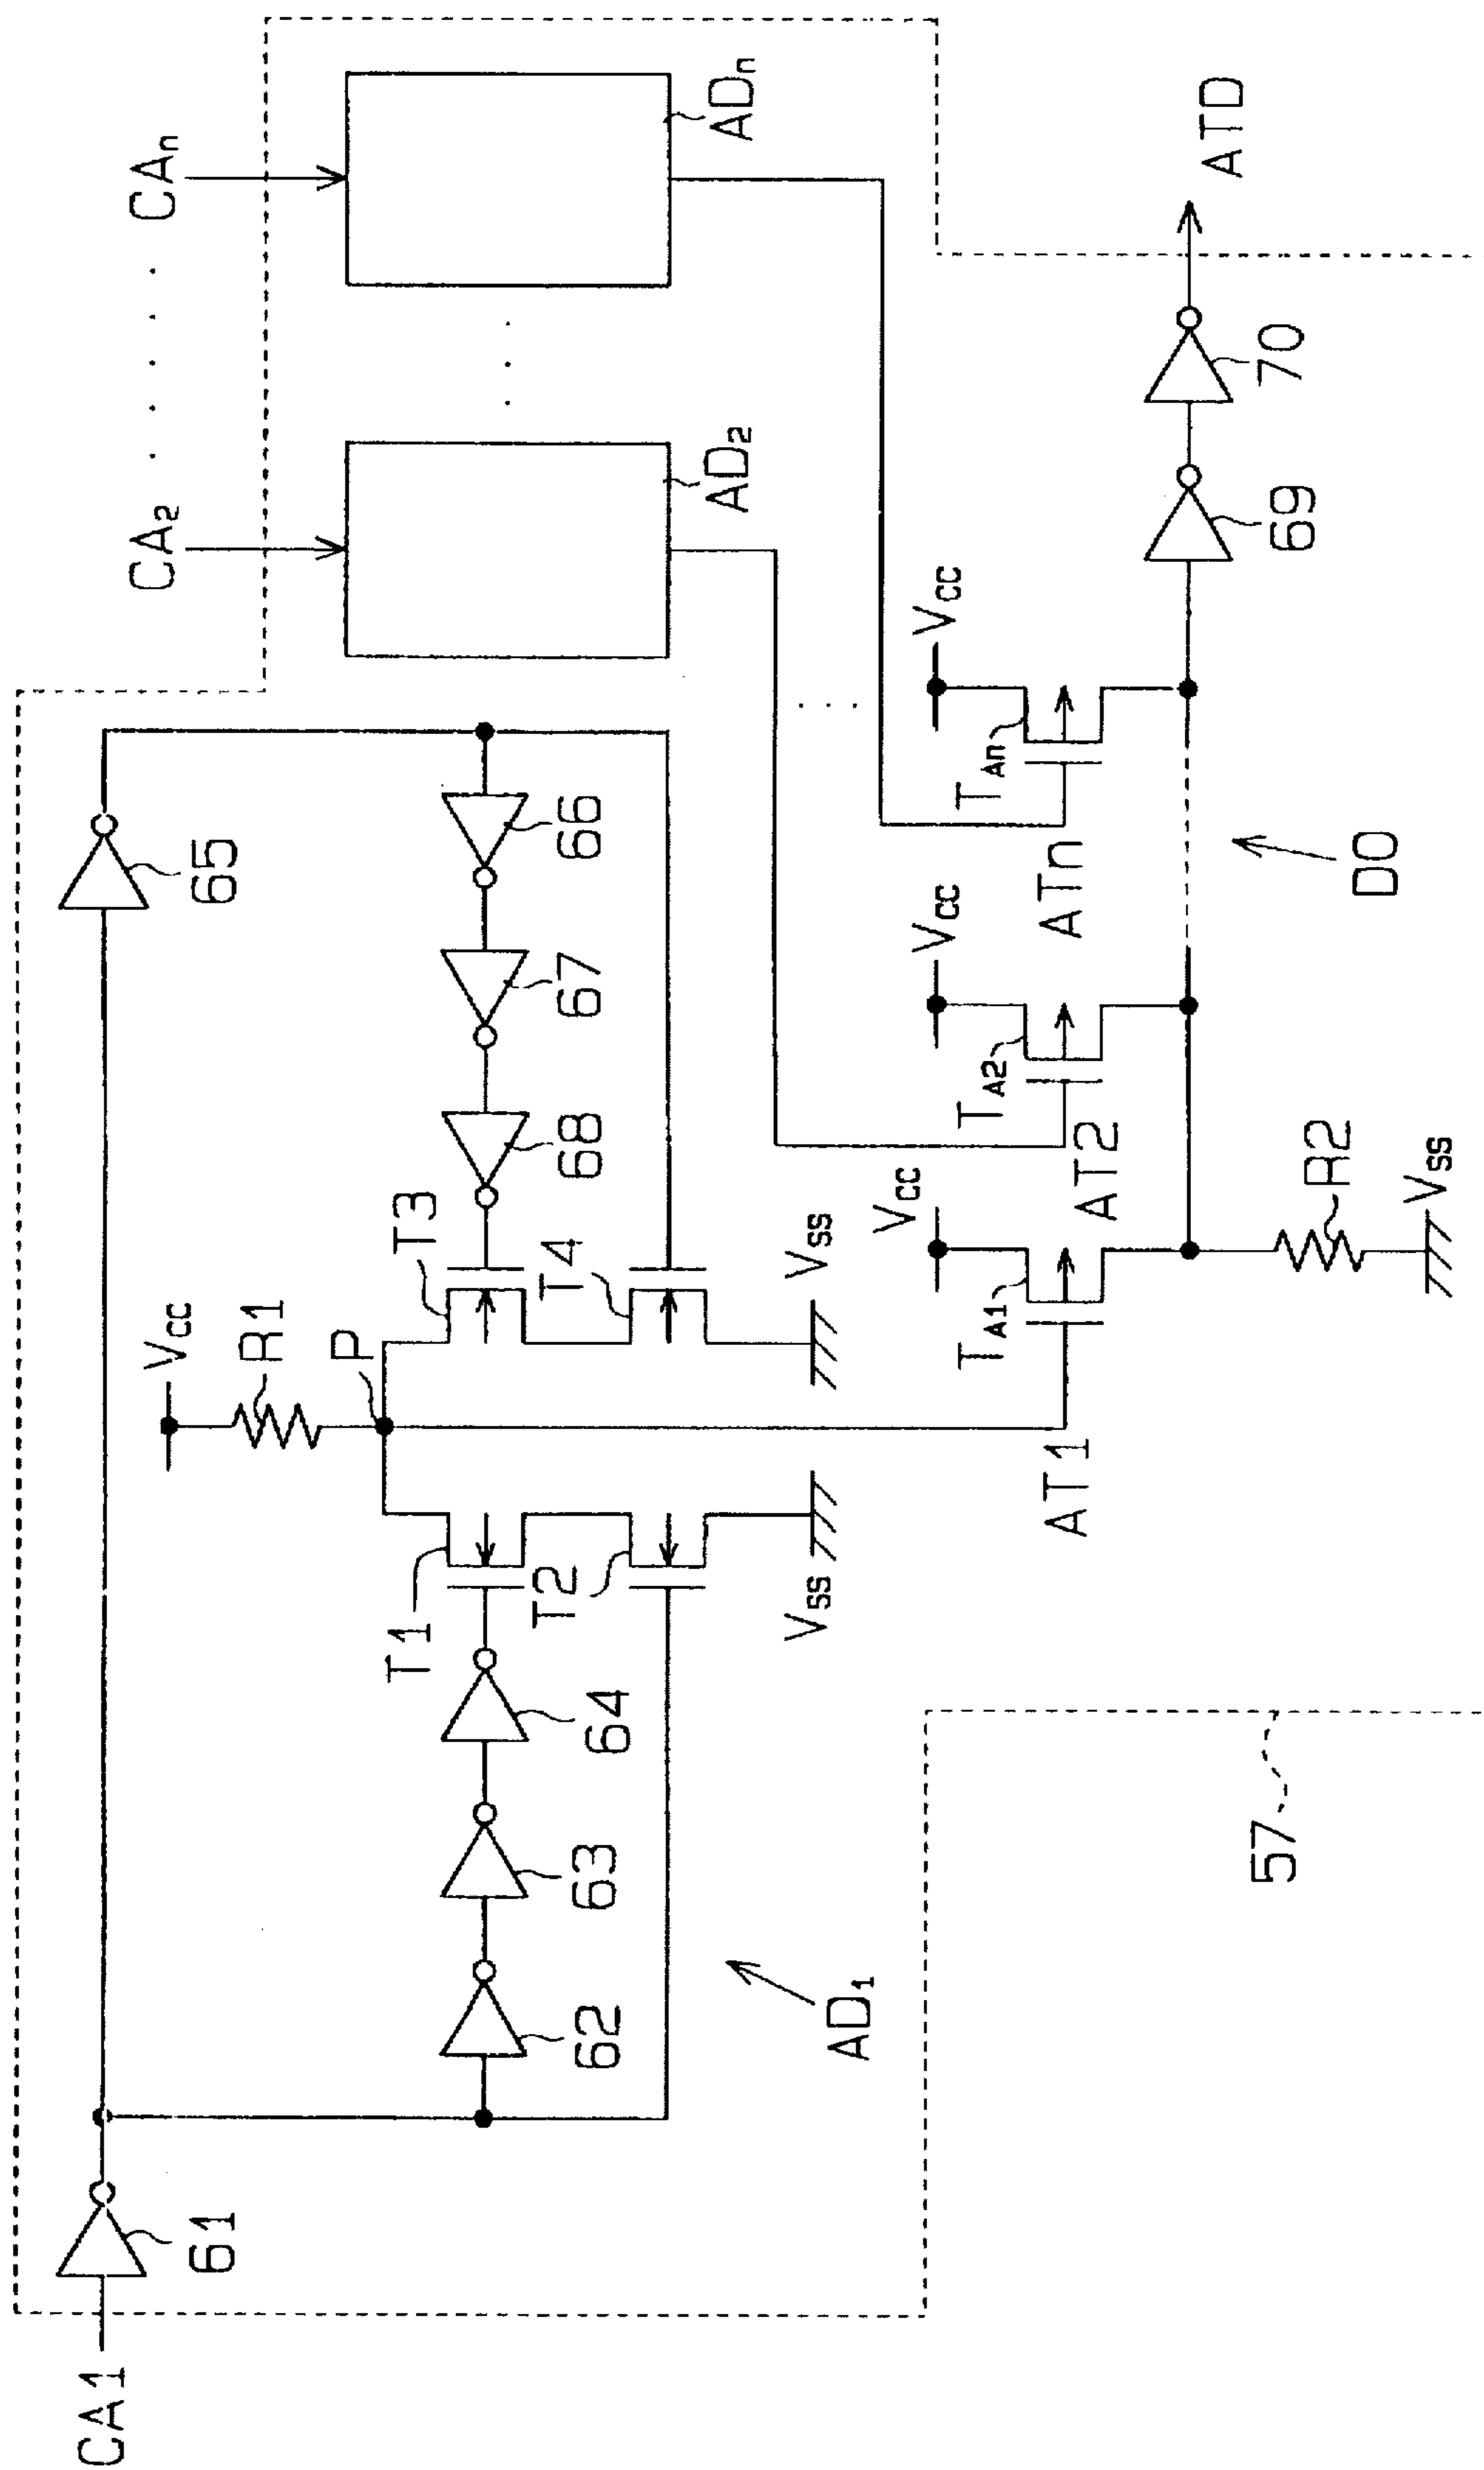 CA1
61
65
CA2
CAn
Vcc
R1
P
62
63
64
T1
T3
68
67
66
T2
T4
AD1
Vss
Vss
AD2
ADn
AT1
TA1
Vcc
AT2
TA2
Vcc
ATn
TAn
Vcc
R2
Vss
D0
69
70
ATD
57